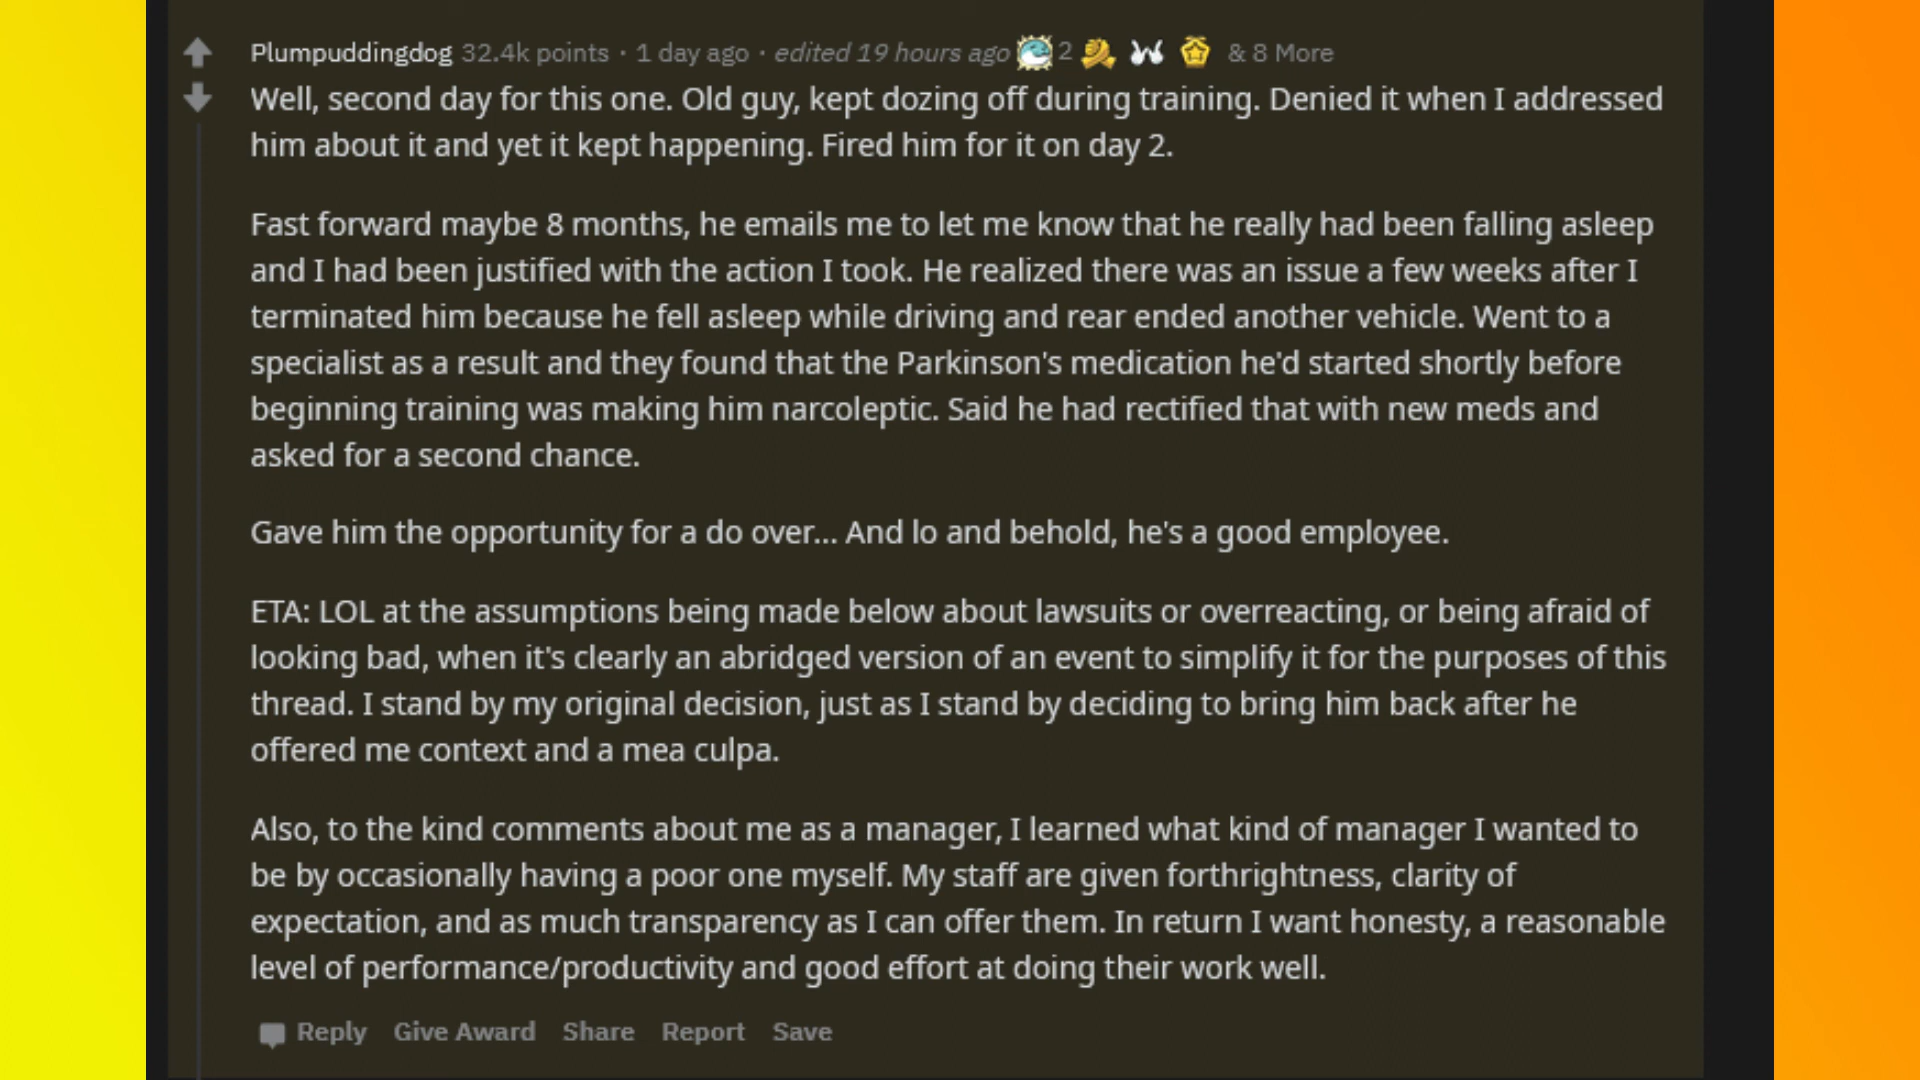 Plumpuddingdog 32.4k points · 1 day ago · edited 19 hours ago 2 & 8 More
Well, second day for this one. Old guy, kept dozing off during training. Denied it when I addressed
him about it and yet it kept happening. Fired him for it on day 2.
Fast forward maybe 8 months, he emails me to let me know that he really had been falling asleep
and I had been justified with the action I took. He realized there was an issue a few weeks after I
terminated him because he fell asleep while driving and rear ended another vehicle. Went to a
specialist as a result and they found that the Parkinson's medication he'd started shortly before
beginning training was making him narcoleptic. Said he had rectified that with new meds and
asked for a second chance.
Gave him the opportunity for a do over... And lo and behold, he's a good employee.
ETA: LOL at the assumptions being made below about lawsuits or overreacting, or being afraid of
looking bad, when it's clearly an abridged version of an event to simplify it for the purposes of this
thread. I stand by my original decision, just as I stand by deciding to bring him back after he
offered me context and a mea culpa.
Also, to the kind comments about me as a manager, I learned what kind of manager I wanted to
be by occasionally having a poor one myself. My staff are given forthrightness, clarity of
expectation, and as much transparency as I can offer them. In return I want honesty, a reasonable
level of performance/productivity and good effort at doing their work well.
Reply Give Award Share Report Save